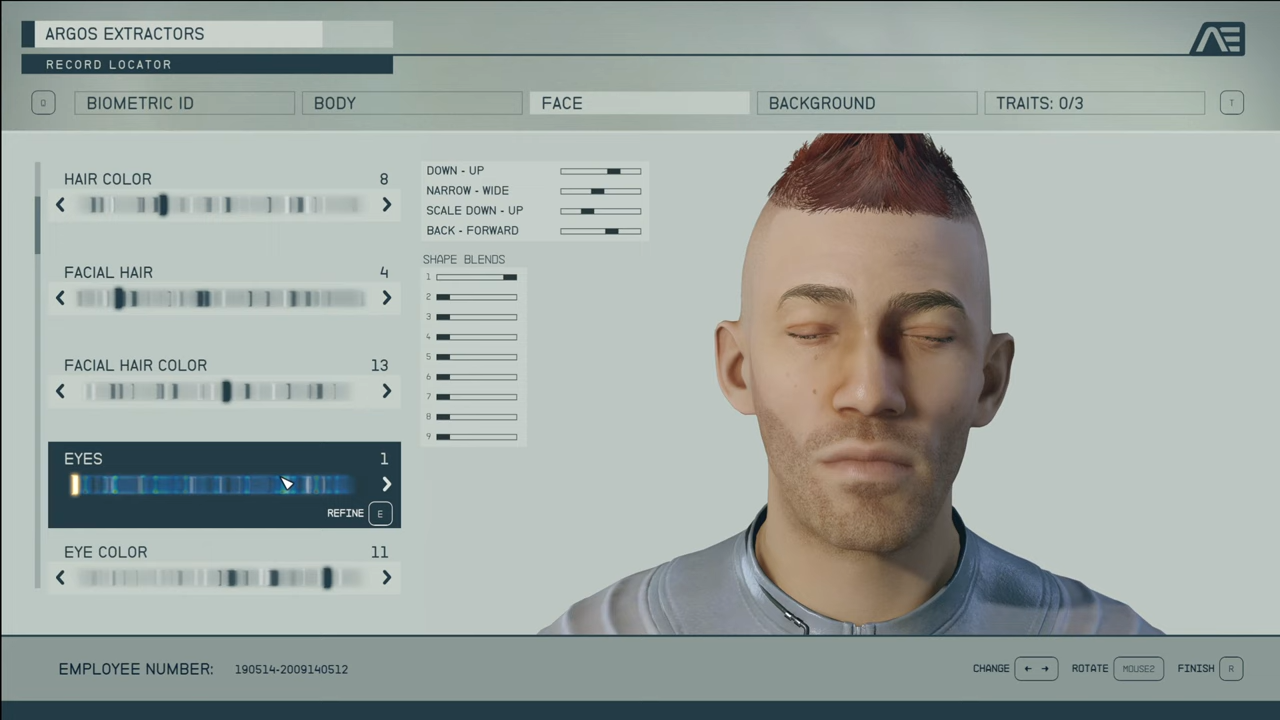 ARGOS EXTRACTORS
RECORD LOCATOR
AE
Q
BIOMETRIC ID
BODY
FACE
BACKGROUND
TRAITS: 0/3
T
HAIR COLOR 8
FACIAL HAIR 4
FACIAL HAIR COLOR 13
EYES 1
REFINE E
EYE COLOR 11
DOWN - UP
NARROW - WIDE
SCALE DOWN - UP
BACK - FORWARD
SHAPE BLENDS
1
2
3
4
5
6
7
8
9
EMPLOYEE NUMBER: 190514-2009140512
CHANGE ← → ROTATE MOUSE2 FINISH R